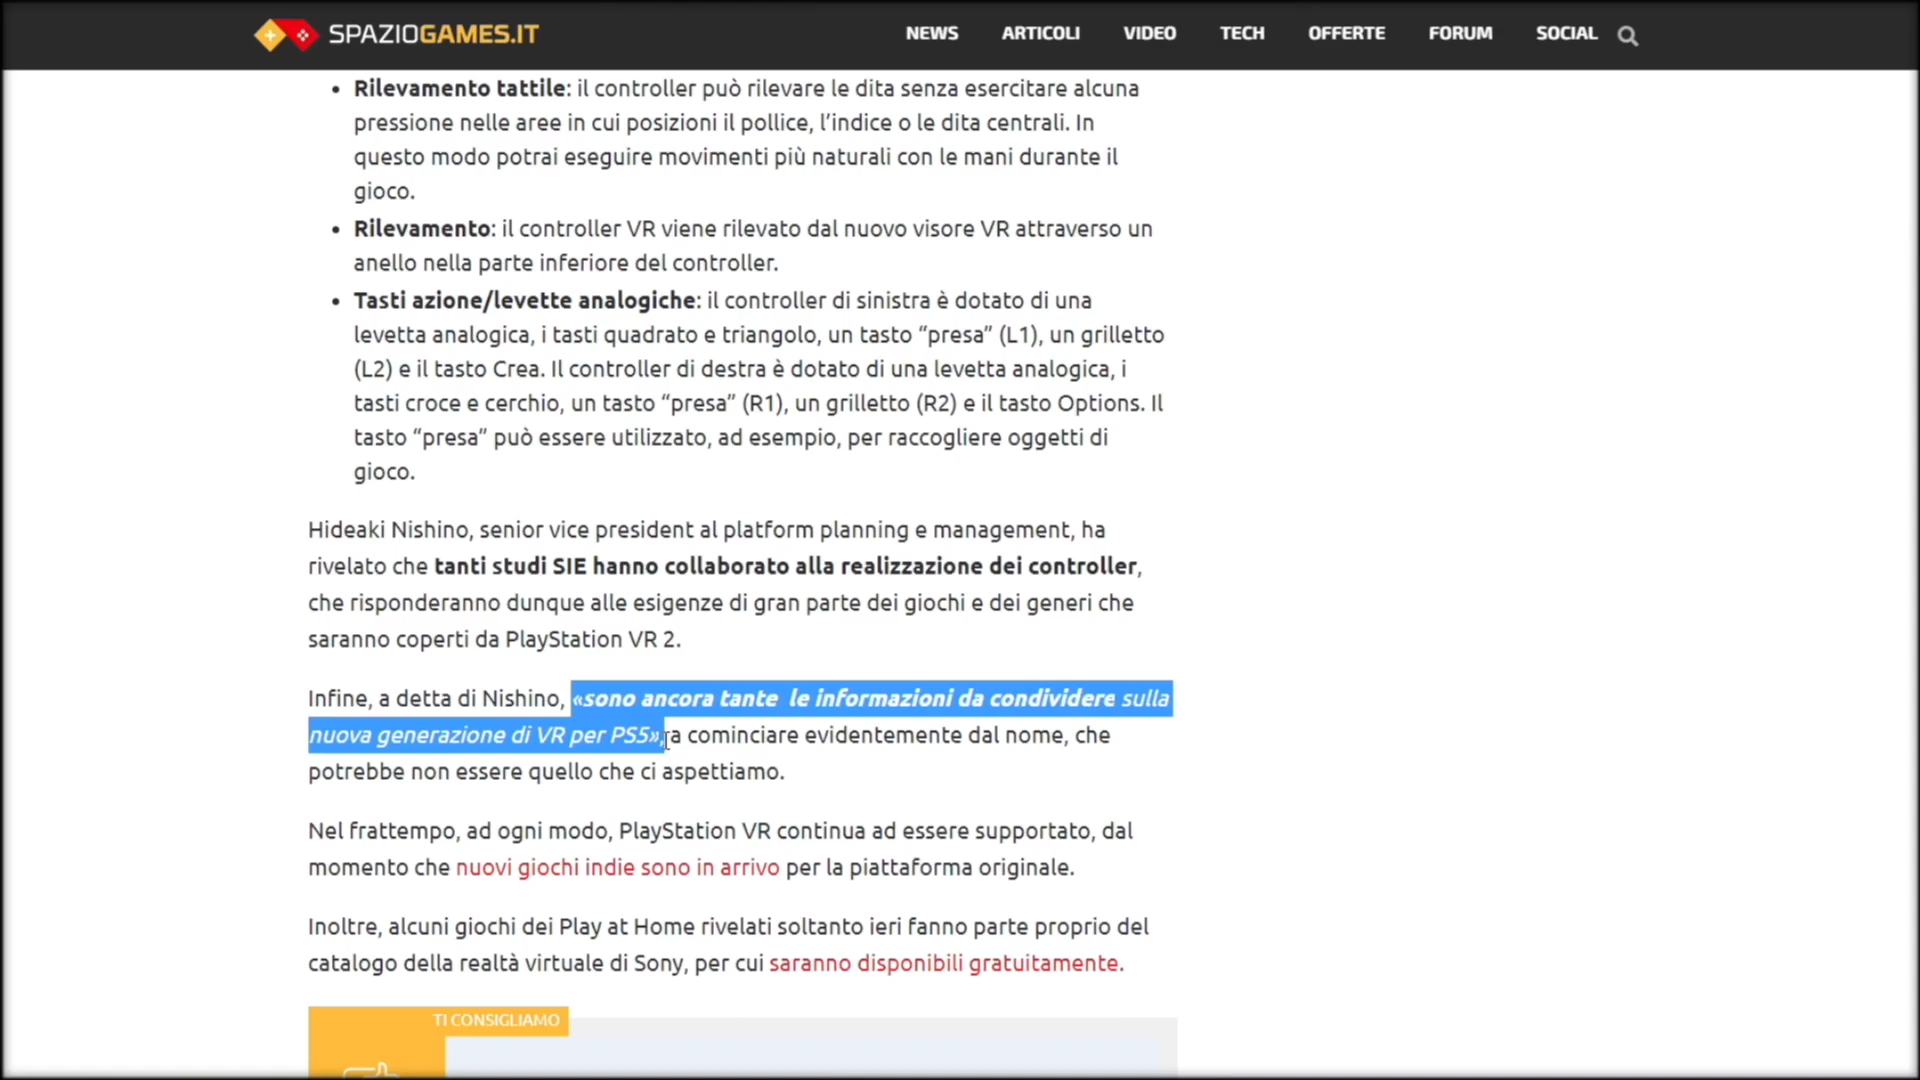 SPAZIOGAMES.IT
NEWS ARTICOLI VIDEO TECH OFFERTE FORUM SOCIAL
• Rilevamento tattile: il controller può rilevare le dita senza esercitare alcuna
pressione nelle aree in cui posizioni il pollice, l’indice o le dita centrali. In
questo modo potrai eseguire movimenti più naturali con le mani durante il
gioco.
• Rilevamento: il controller VR viene rilevato dal nuovo visore VR attraverso un
anello nella parte inferiore del controller.
• Tasti azione/levette analogiche: il controller di sinistra è dotato di una
levetta analogica, i tasti quadrato e triangolo, un tasto “presa” (L1), un grilletto
(L2) e il tasto Crea. Il controller di destra è dotato di una levetta analogica, i
tasti croce e cerchio, un tasto “presa” (R1), un grilletto (R2) e il tasto Options. Il
tasto “presa” può essere utilizzato, ad esempio, per raccogliere oggetti di
gioco.
Hideaki Nishino, senior vice president al platform planning e management, ha
rivelato che tanti studi SIE hanno collaborato alla realizzazione dei controller,
che risponderanno dunque alle esigenze di gran parte dei giochi e dei generi che
saranno coperti da PlayStation VR 2.
Infine, a detta di Nishino, «sono ancora tante le informazioni da condividere sulla
nuova generazione di VR per PS5», a cominciare evidentemente dal nome, che
potrebbe non essere quello che ci aspettiamo.
Nel frattempo, ad ogni modo, PlayStation VR continua ad essere supportato, dal
momento che nuovi giochi indie sono in arrivo per la piattaforma originale.
Inoltre, alcuni giochi dei Play at Home rivelati soltanto ieri fanno parte proprio del
catalogo della realtà virtuale di Sony, per cui saranno disponibili gratuitamente.
TI CONSIGLIAMO